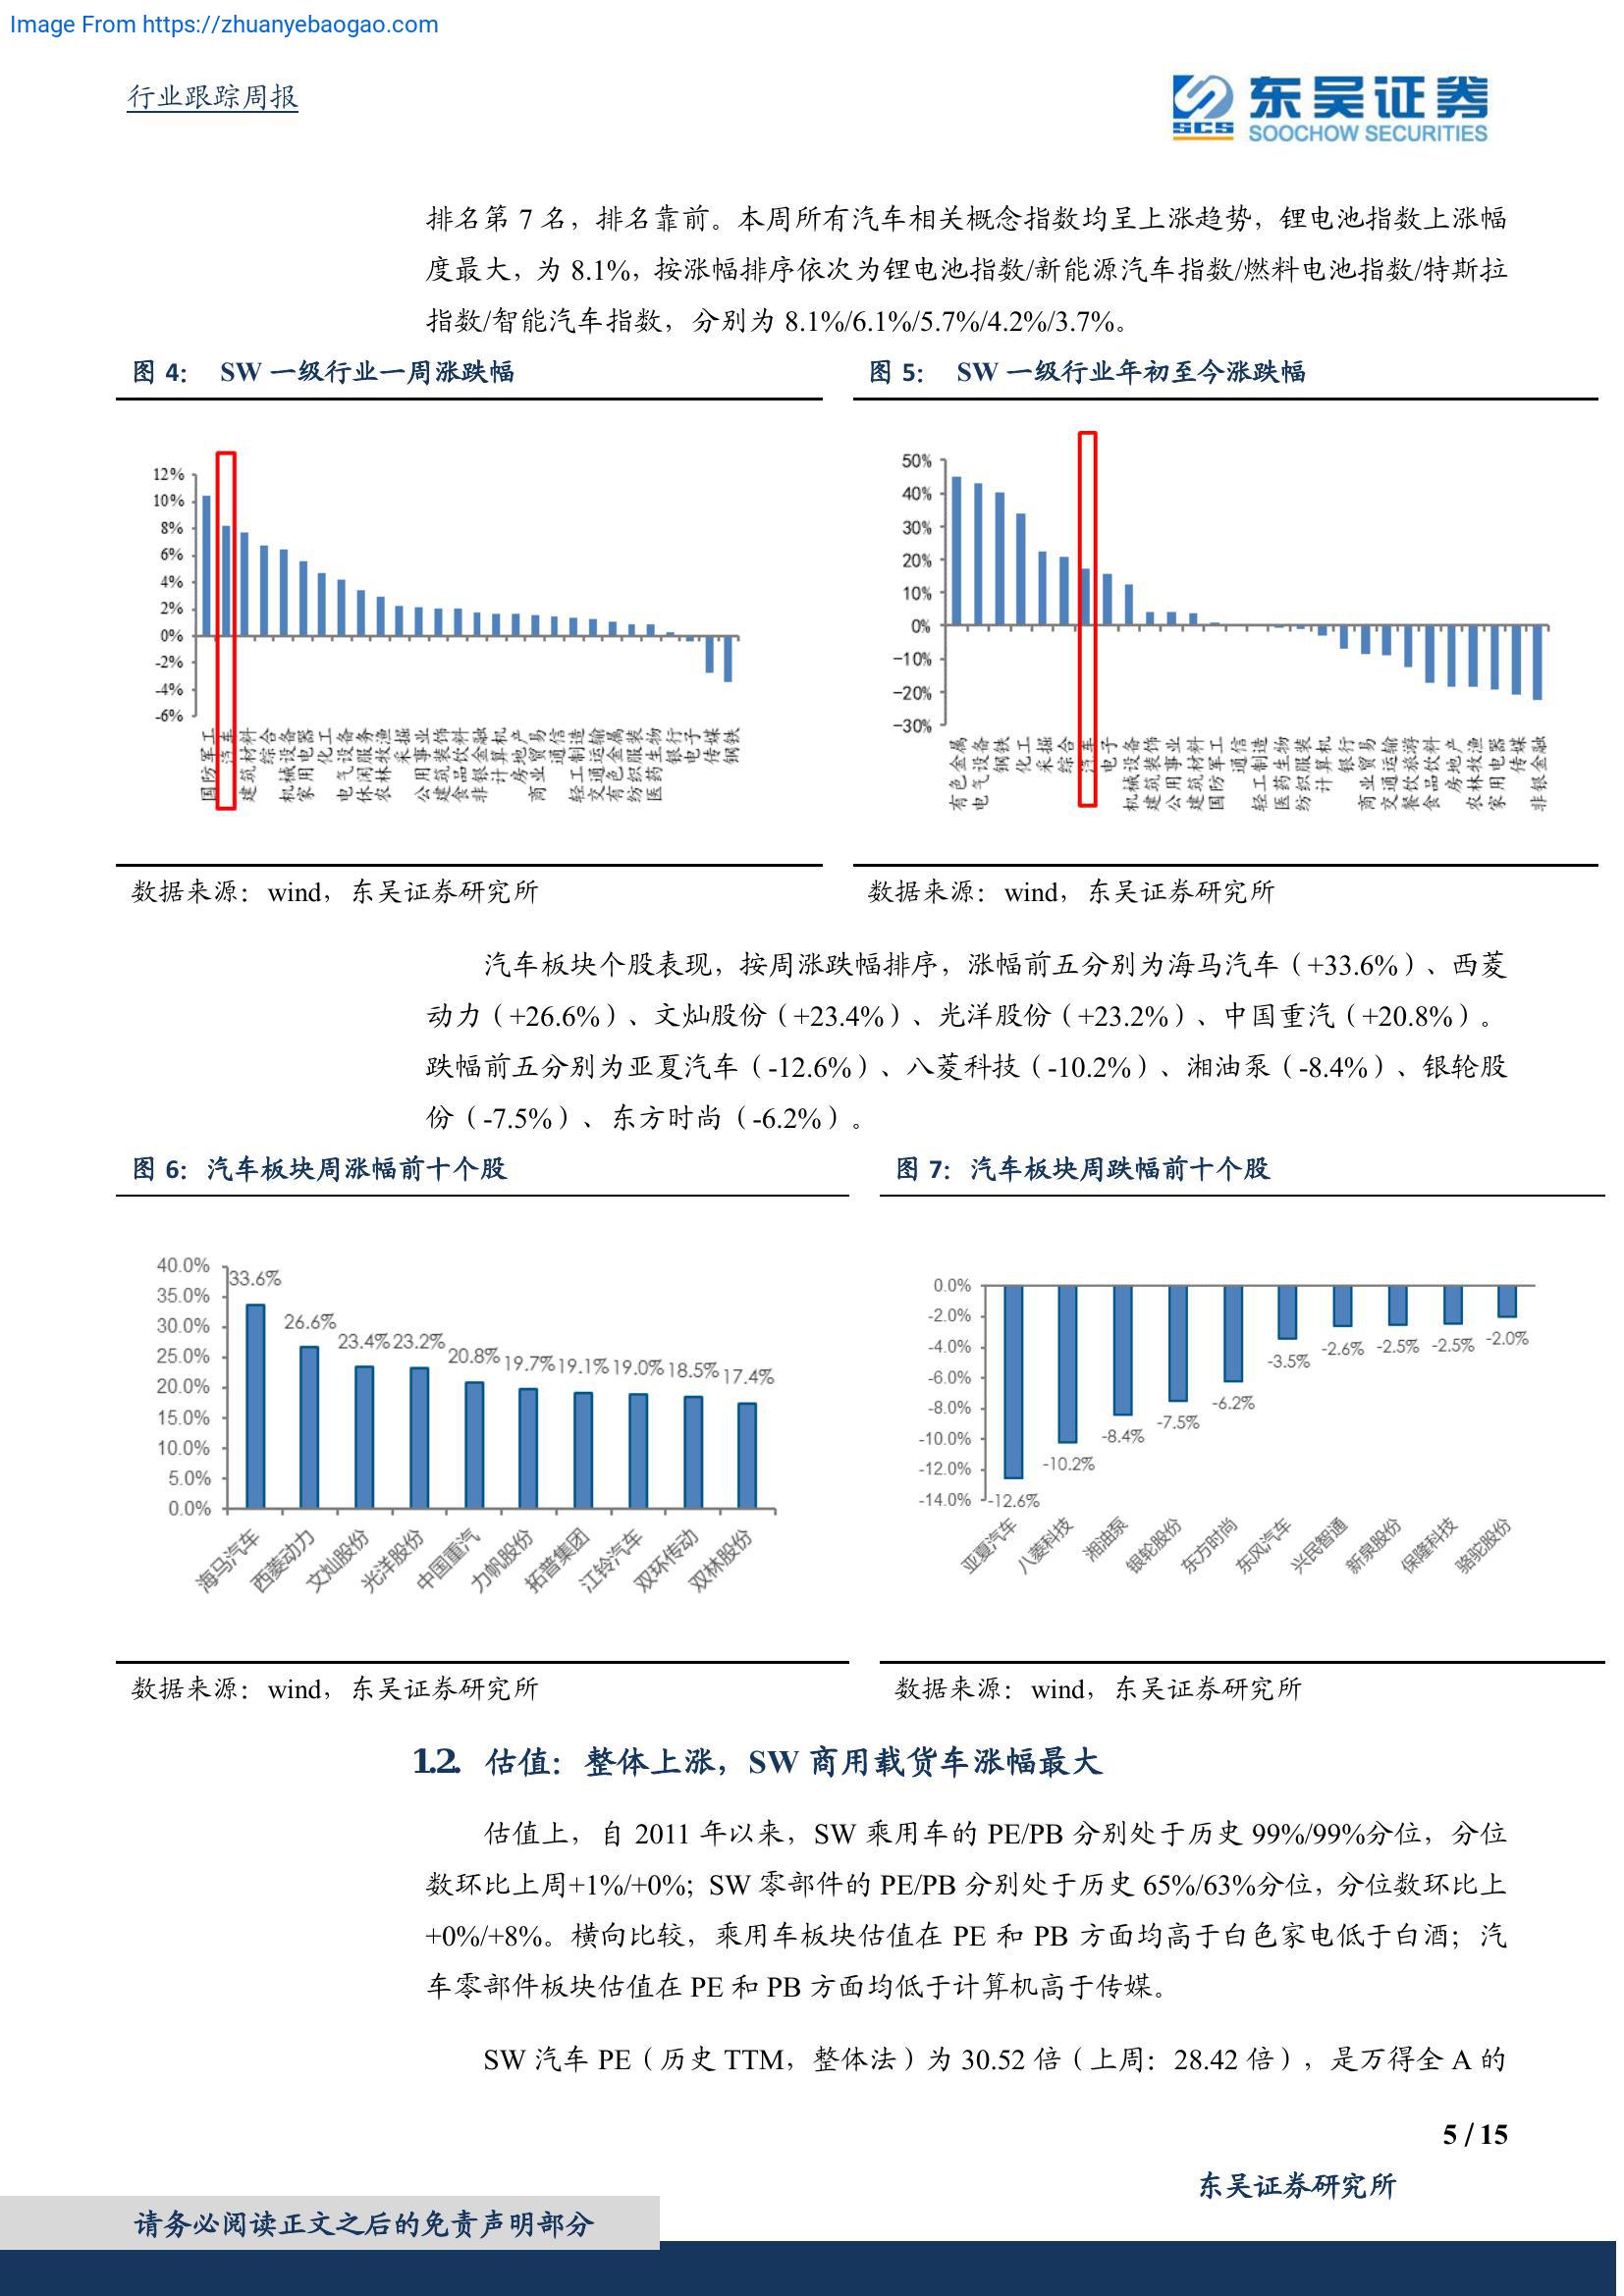 Image From https://zhuanyebaogao.com
行业跟踪周报
东吴证券
SCS
SOOCHOW SECURITIES
排名第 7 名，排名靠前。本周所有汽车相关概念指数均呈上涨趋势，锂电池指数上涨幅
度最大，为 8.1%，按涨幅排序依次为锂电池指数/新能源汽车指数/燃料电池指数/特斯拉
指数/智能汽车指数，分别为 8.1%/6.1%/5.7%/4.2%/3.7%。
图 4： SW 一级行业一周涨跌幅
12%
10%
8%
6%
4%
2%
0%
-2%
-4%
-6%
国防军工
汽车
建筑材料
综合
机械设备
家用电器
化工
电气设备
休闲服务
农林牧渔
采掘
公用事业
建筑装饰
食品饮料
非银金融
计算机
房地产
商业贸易
通信
轻工制造
交通运输
有色金属
纺织服装
医药生物
银行
电子
传媒
钢铁
图 5： SW 一级行业年初至今涨跌幅
50%
40%
30%
20%
10%
0%
-10%
-20%
-30%
有色金属
电气设备
钢铁
化工
采掘
综合
汽车
电子
机械设备
建筑装饰
公用事业
建筑材料
国防军工
通信
轻工制造
医药生物
纺织服装
计算机
银行
商业贸易
交通运输
餐饮旅游
食品饮料
房地产
农林牧渔
家用电器
传媒
非银金融
数据来源：wind，东吴证券研究所
数据来源：wind，东吴证券研究所
汽车板块个股表现，按周涨跌幅排序，涨幅前五分别为海马汽车（+33.6%）、西菱
动力（+26.6%）、文灿股份（+23.4%）、光洋股份（+23.2%）、中国重汽（+20.8%）。
跌幅前五分别为亚夏汽车（-12.6%）、八菱科技（-10.2%）、湘油泵（-8.4%）、银轮股
份（-7.5%）、东方时尚（-6.2%）。
图 6：汽车板块周涨幅前十个股
40.0%
35.0%
30.0%
25.0%
20.0%
15.0%
10.0%
5.0%
0.0%
33.6%
26.6%
23.4%
23.2%
20.8%
19.7%
19.1%
19.0%
18.5%
17.4%
海马汽车
西菱动力
文灿股份
光洋股份
中国重汽
力帆股份
拓普集团
江铃汽车
双环传动
双林股份
图 7：汽车板块周跌幅前十个股
0.0%
-2.0%
-4.0%
-6.0%
-8.0%
-10.0%
-12.0%
-14.0%
-12.6%
-10.2%
-8.4%
-7.5%
-6.2%
-3.5%
-2.6%
-2.5%
-2.5%
-2.0%
亚夏汽车
八菱科技
湘油泵
银轮股份
东方时尚
东风汽车
兴民智通
新泉股份
保隆科技
骆驼股份
数据来源：wind，东吴证券研究所
数据来源：wind，东吴证券研究所
1.2. 估值：整体上涨，SW 商用载货车涨幅最大
估值上，自 2011 年以来，SW 乘用车的 PE/PB 分别处于历史 99%/99%分位，分位
数环比上周+1%/+0%; SW 零部件的 PE/PB 分别处于历史 65%/63%分位，分位数环比上
+0%/+8%。横向比较，乘用车板块估值在 PE 和 PB 方面均高于白色家电低于白酒；汽
车零部件板块估值在 PE 和 PB 方面均低于计算机高于传媒。
SW 汽车 PE（历史 TTM，整体法）为 30.52 倍（上周：28.42 倍），是万得全 A 的
5 / 15
东吴证券研究所
请务必阅读正文之后的免责声明部分